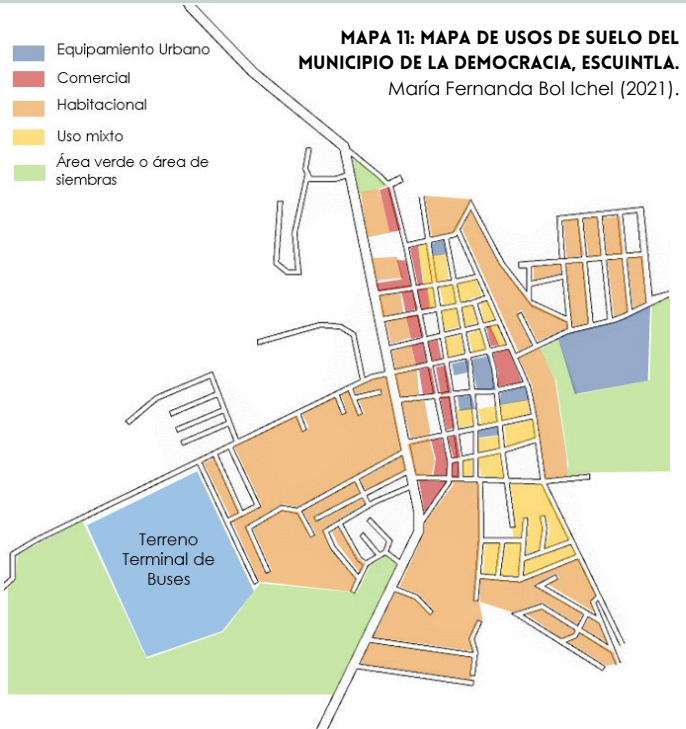 MAPA 11: MAPA DE USOS DE SUELO DEL
MUNICIPIO DE LA DEMOCRACIA, ESCUINTLA.
María Fernanda Bol Ichel (2021).
Equipamiento Urbano
Comercial
Habitacional
Uso mixto
Área verde o área de
siembras
Terreno
Terminal de
Buses